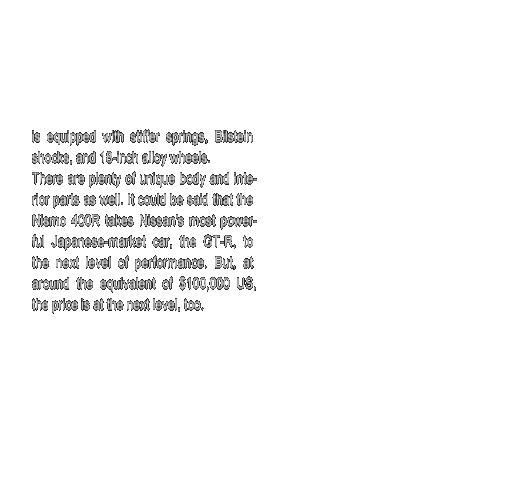 is equipped with stiffer springs, Bilstein
shocks, and 18-inch alloy wheels.
There are plenty of unique body and inte-
rior parts as well. It could be said that the
Nismo 400R takes Nissan's most power-
ful Japanese-market car, the GT-R, to
the next level of performance. But, at
around the equivalent of $100,000 US,
the price is at the next level, too.